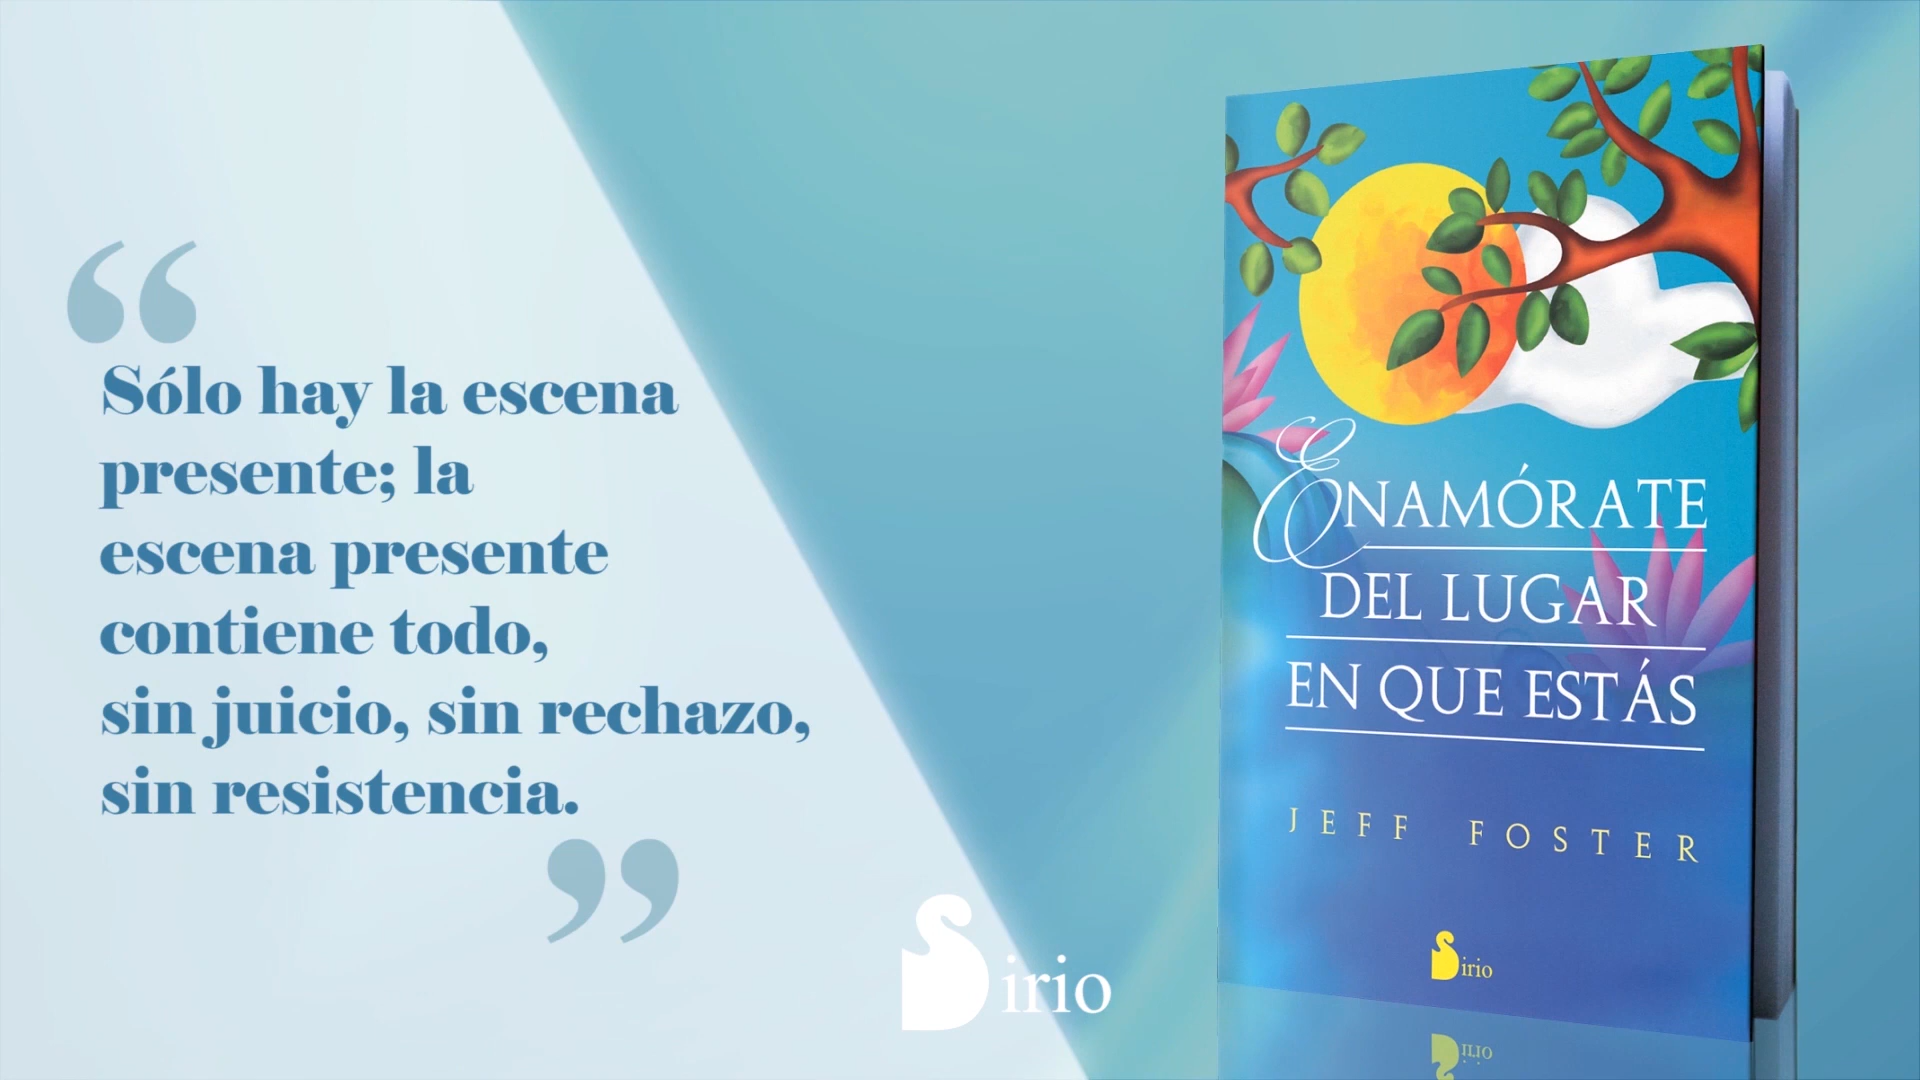 “
Sólo hay la escena
presente; la
escena presente
contiene todo,
sin juicio, sin rechazo,
sin resistencia.
”
Sirio
ENAMÓRATE
DEL LUGAR
EN QUE ESTÁS
JEFF FOSTER
Sirio